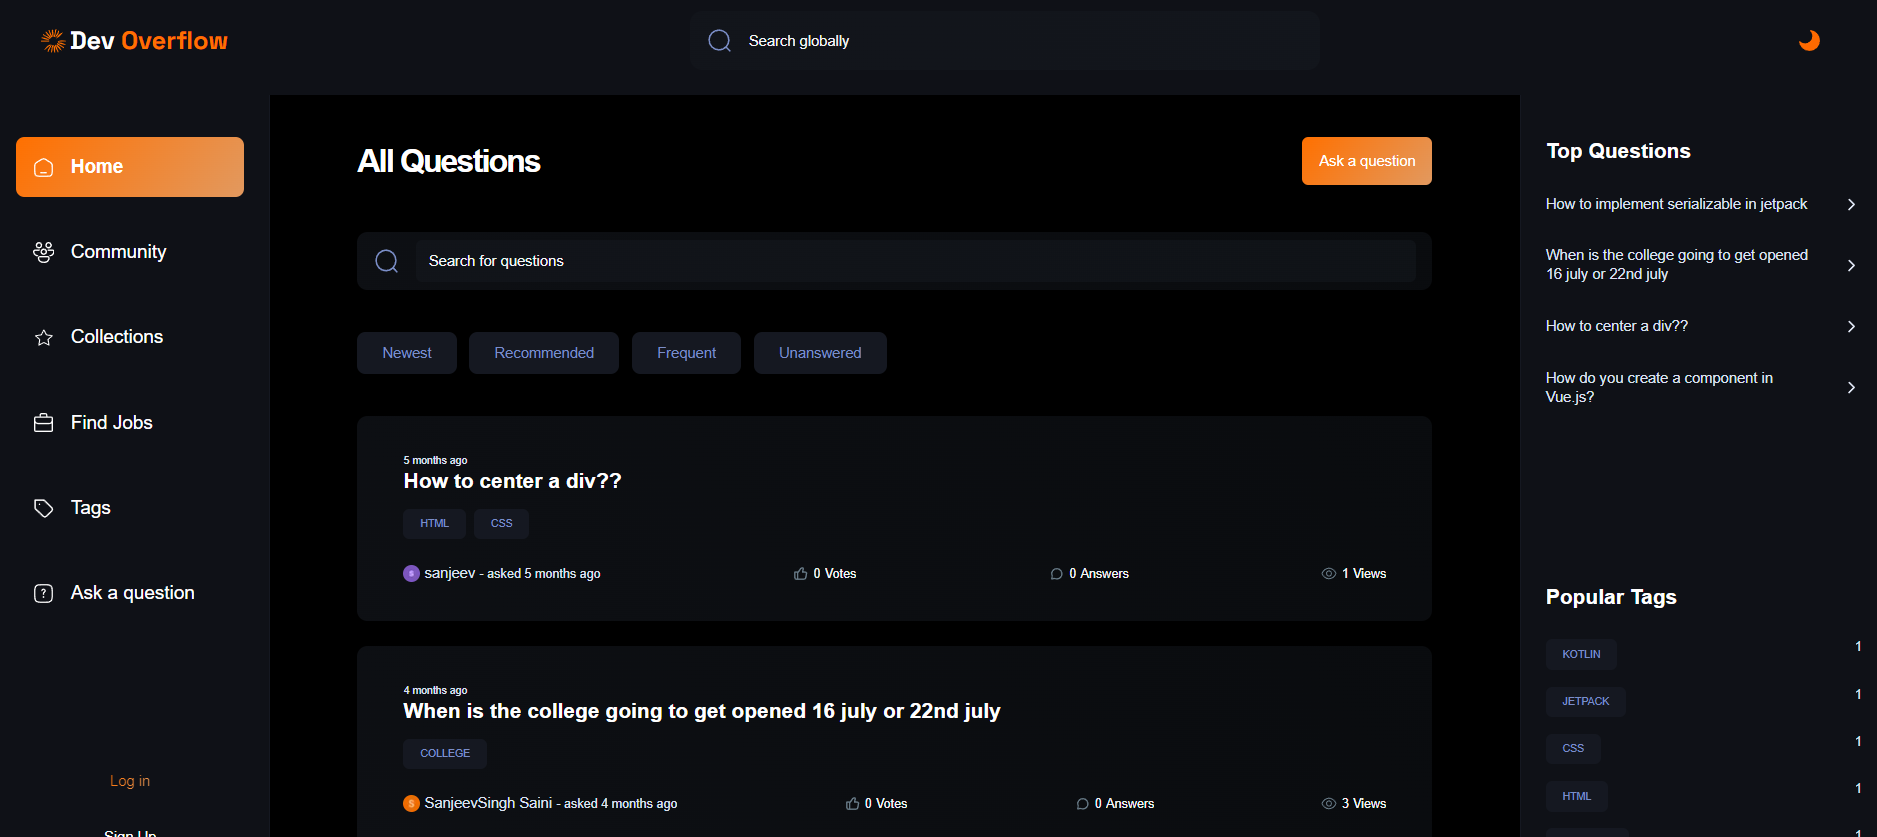 Dev Overflow
Search globally
Home
Community
Collections
Find Jobs
Tags
Ask a question
Log in
Sign Up
All Questions
Ask a question
Search for questions
Newest
Recommended
Frequent
Unanswered
5 months ago
How to center a div??
HTML
CSS
sanjeev - asked 5 months ago
0 Votes
0 Answers
1 Views
4 months ago
When is the college going to get opened 16 july or 22nd july
COLLEGE
SanjeevSingh Saini - asked 4 months ago
0 Votes
0 Answers
3 Views
Top Questions
How to implement serializable in jetpack
When is the college going to get opened
16 july or 22nd july
How to center a div??
How do you create a component in
Vue.js?
Popular Tags
KOTLIN 1
JETPACK 1
CSS 1
HTML 1
1